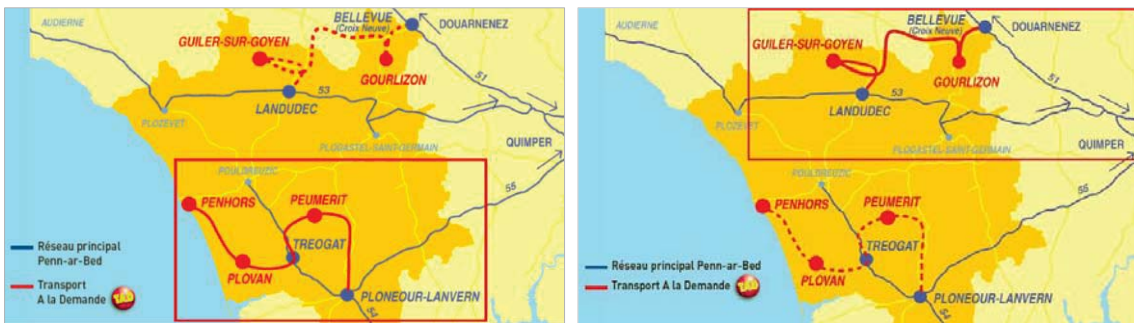 AUDIERNE
BELLEVUE
(Croix Neuve)
DOUARNENEZ
GUILER-SUR-GOYEN
GOURLIZON
51
LANDUDEC
53
PLOZEVET
QUIMPER
PLOGASTEL-SAINT-GERMAIN
POULDREUZIC
55
PENHORS
PEUMERIT
TREOGAT
PLOVAN
Réseau principal
Penn-ar-Bed
Transport
A la Demande
TAD
PLONEOUR-LANVERN
54
AUDIERNE
BELLEVUE
(Croix Neuve)
DOUARNENEZ
GUILER-SUR-GOYEN
GOURLIZON
51
LANDUDEC
53
PLOZEVET
QUIMPER
PLOGASTEL-SAINT-GERMAIN
POULDREUZIC
55
PENHORS
PEUMERIT
TREOGAT
PLOVAN
Réseau principal Penn-ar-Bed
Transport A la Demande
TAD
PLONEOUR-LANVERN
54